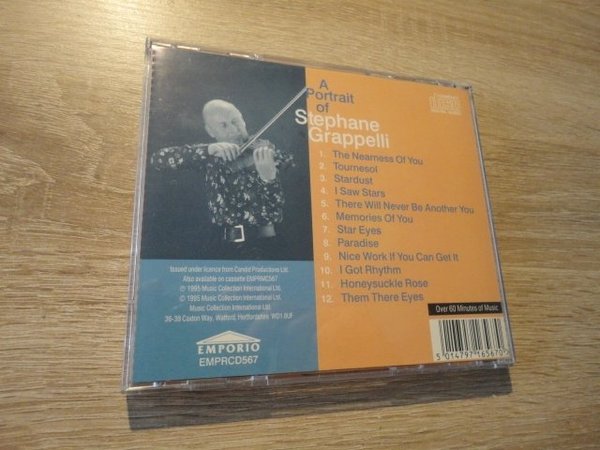 A
Portrait
of
Stephane
Grappelli
1. The Nearness Of You
2. Tournesol
3. Stardust
4. I Saw Stars
5. There Will Never Be Another You
6. Memories Of You
7. Star Eyes
8. Paradise
9. Nice Work If You Can Get It
10. I Got Rhythm
11. Honeysuckle Rose
12. Them There Eyes
Issued under licence from Candid Productions Ltd.
Also available on cassette EMPRMC567
℗ 1995 Music Collection International Ltd.
© 1995 Music Collection International Ltd.
Music Collection International Ltd.
36-38 Caxton Way, Watford, Hertfordshire WD1 8UF
EMPORIO
EMPRCD567
Over 60 Minutes of Music
5 014797 165670